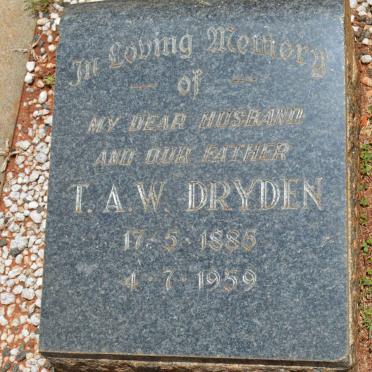 In Loving Memory
— of —
MY DEAR HUSBAND
AND OUR FATHER
T. A. W. DRYDEN
17 - 5 - 1885
4 - 7 - 1959